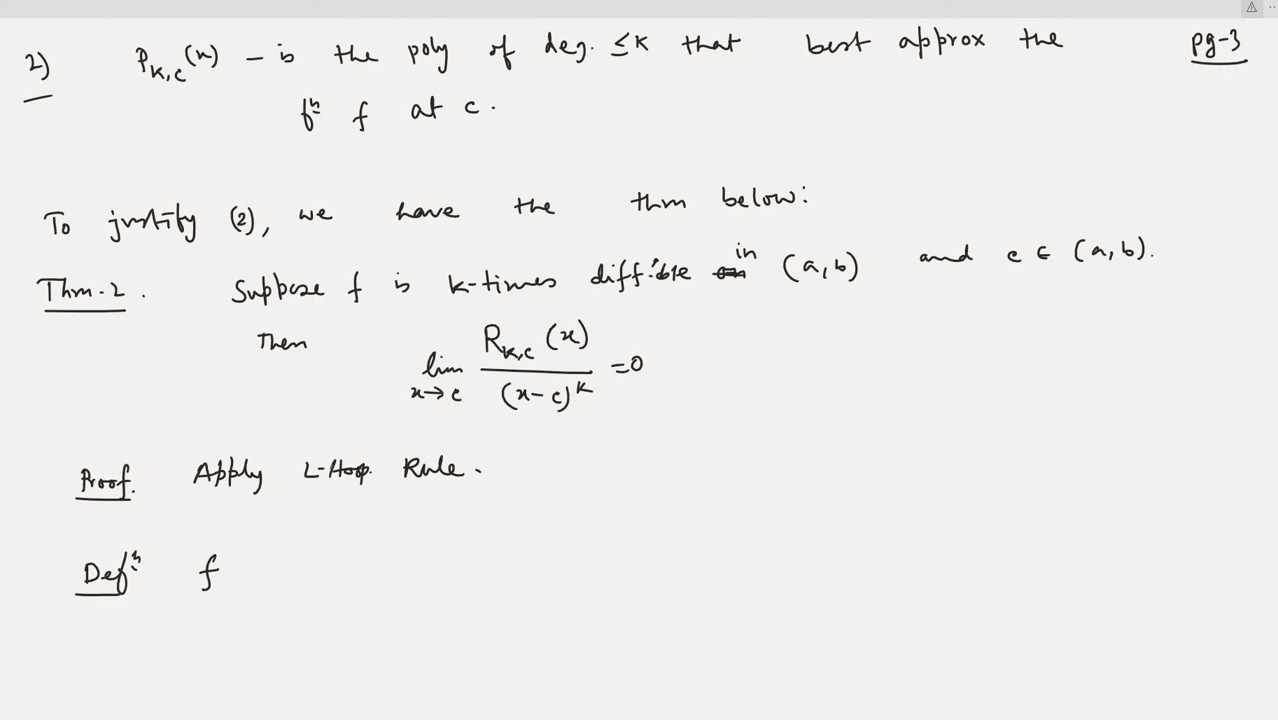 2) P_{K,c}(x) – is the poly of deg. ≤K that best approx the pg-3
fⁿ f at c.
To justify (2), we have the thm below:
Thm-2. Suppose f is k-times diff'ble in (a,b) and c ∈ (a,b).
Then lim_{x→c} R_{K,c}(x) / (x-c)^K = 0
Proof. Apply L-Hop. Rule.
Defⁿ f